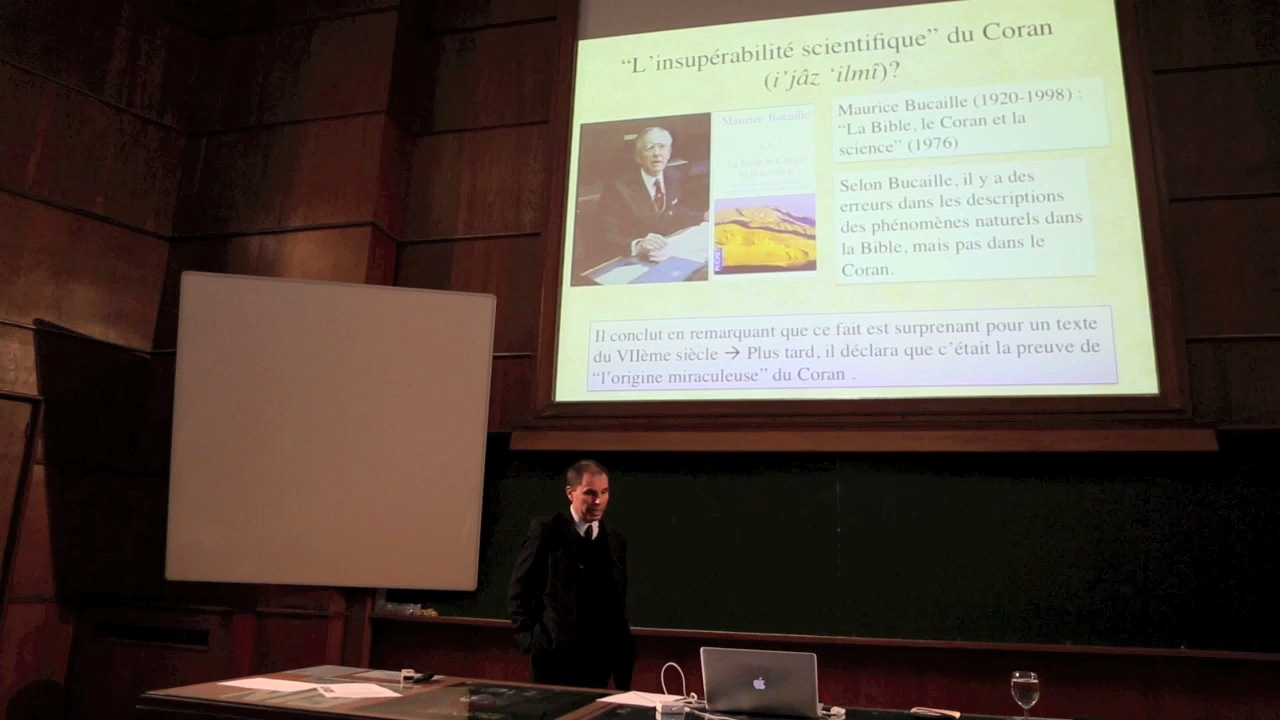 “L’insupérabilité scientifique” du Coran
(i’jâz ‘ilmî)?
Maurice Bucaille
La Bible, le Coran
et la science
Maurice Bucaille (1920-1998) :
“La Bible, le Coran et la
science” (1976)
Selon Bucaille, il y a des
erreurs dans les descriptions
des phénomènes naturels dans
la Bible, mais pas dans le
Coran.
Il conclut en remarquant que ce fait est surprenant pour un texte
du VIIème siècle → Plus tard, il déclara que c’était la preuve de
“l’origine miraculeuse” du Coran .